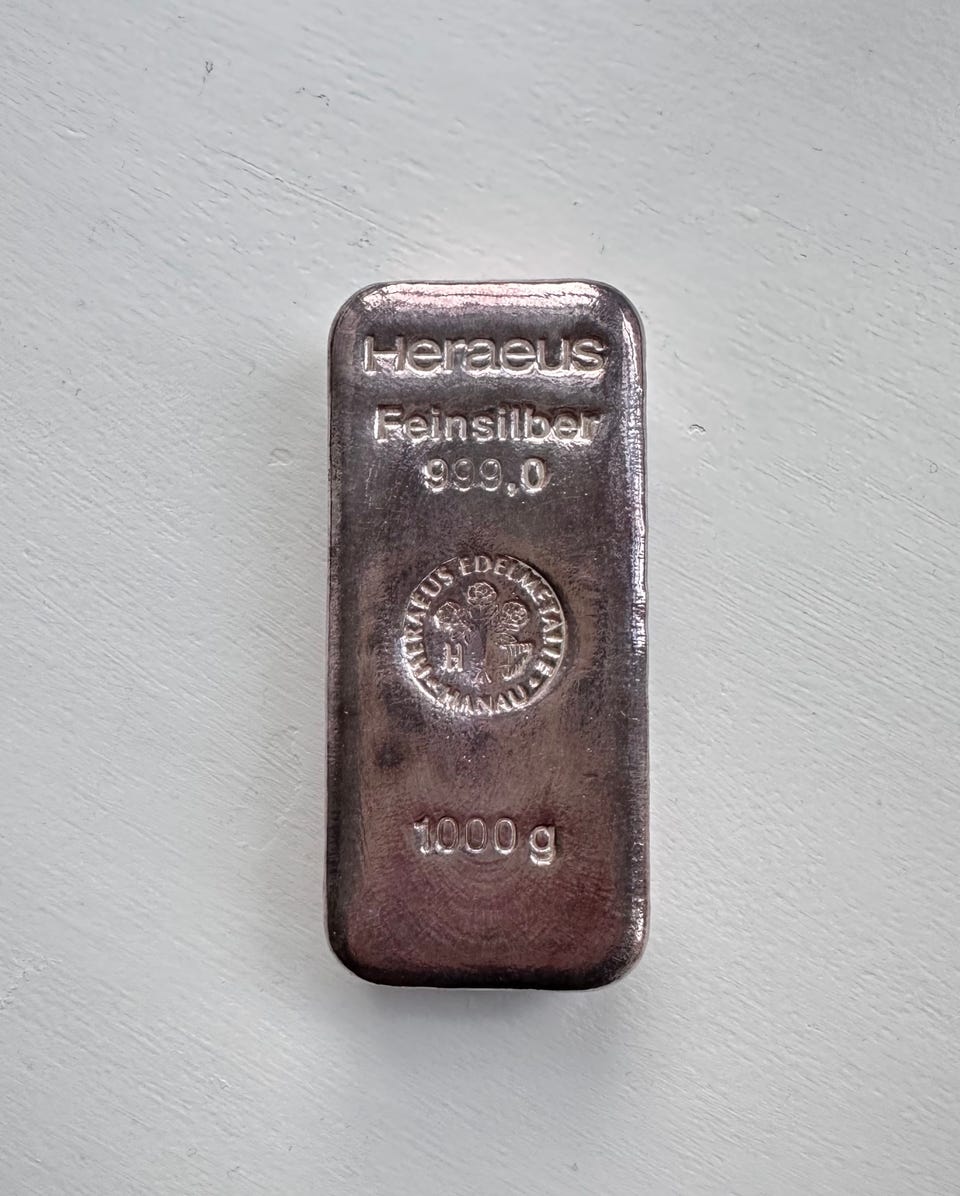 Heraeus
Feinsilber
999,0
HERAEUS EDELMETALLE
H
HANAU
1000 g